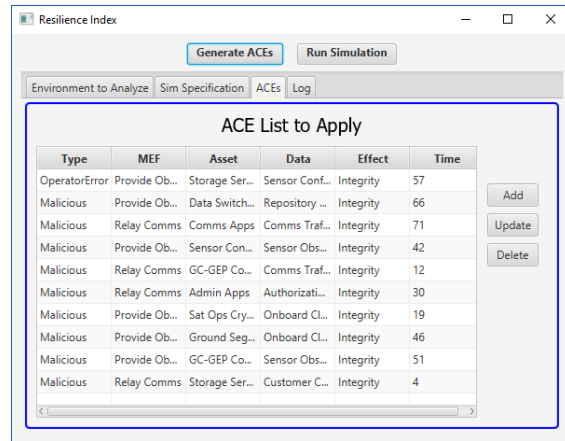 Resilience Index
Generate ACEs Run Simulation
Environment to Analyze Sim Specification ACEs Log
ACE List to Apply
Type MEF Asset Data Effect Time
OperatorError Provide Ob... Storage Ser... Sensor Conf... Integrity 57
Malicious Provide Ob... Data Switch... Repository ... Integrity 66
Malicious Relay Comms Comms Apps Comms Traf... Integrity 71
Malicious Provide Ob... Sensor Con... Sensor Obs... Integrity 42
Malicious Relay Comms GC-GEP Co... Comms Traf... Integrity 12
Malicious Relay Comms Admin Apps Authorizati... Integrity 30
Malicious Provide Ob... Sat Ops Cry... Onboard Cl... Integrity 19
Malicious Provide Ob... Ground Seg... Onboard Cl... Integrity 46
Malicious Provide Ob... GC-GEP Co... Sensor Obs... Integrity 51
Malicious Relay Comms Storage Ser... Customer C... Integrity 4
Add
Update
Delete